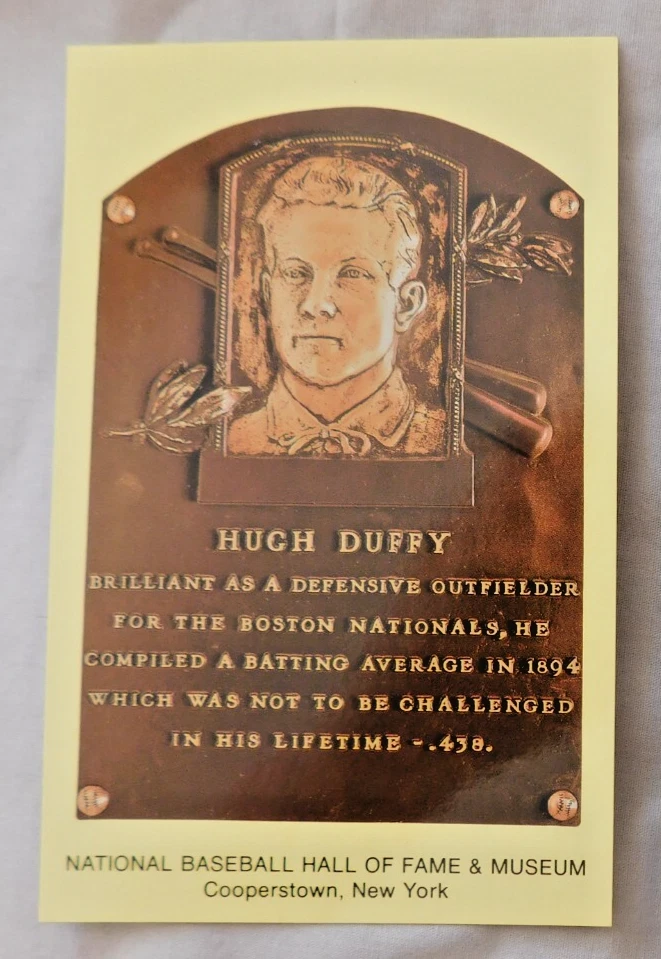 HUGH DUFFY
BRILLIANT AS A DEFENSIVE OUTFIELDER
FOR THE BOSTON NATIONALS, HE
COMPILED A BATTING AVERAGE IN 1894
WHICH WAS NOT TO BE CHALLENGED
IN HIS LIFETIME -.438.
NATIONAL BASEBALL HALL OF FAME & MUSEUM
Cooperstown, New York